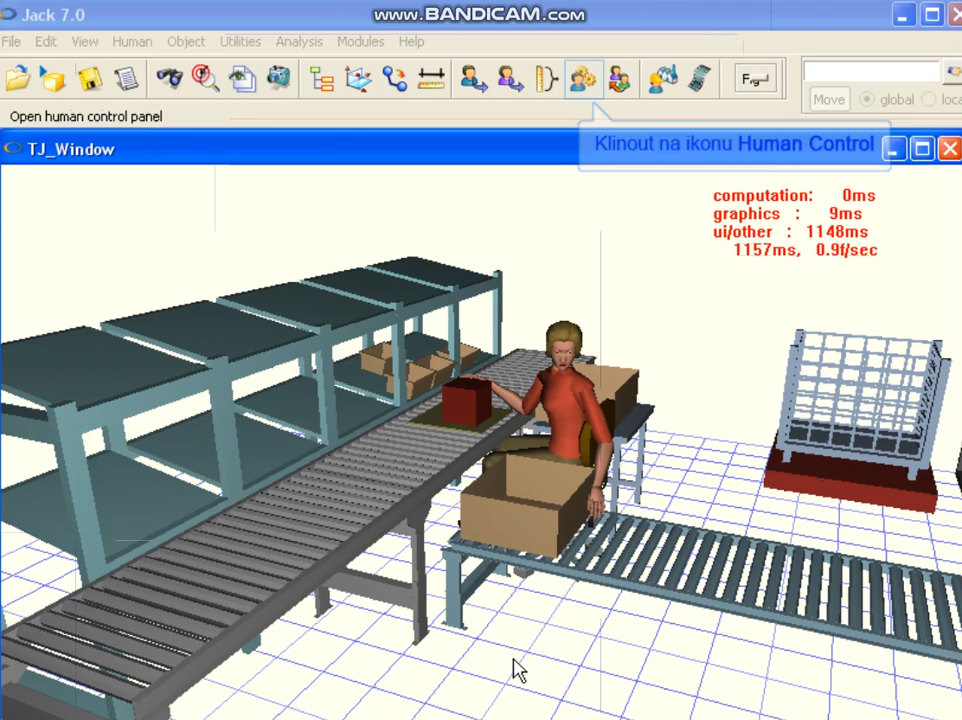 Jack 7.0
www.BANDICAM.com
File Edit View Human Object Utilities Analysis Modules Help
Move global
Open human control panel
Klinout na ikonu Human Control
TJ_Window
computation: 0ms
graphics : 9ms
ui/other : 1148ms
1157ms, 0.9f/sec